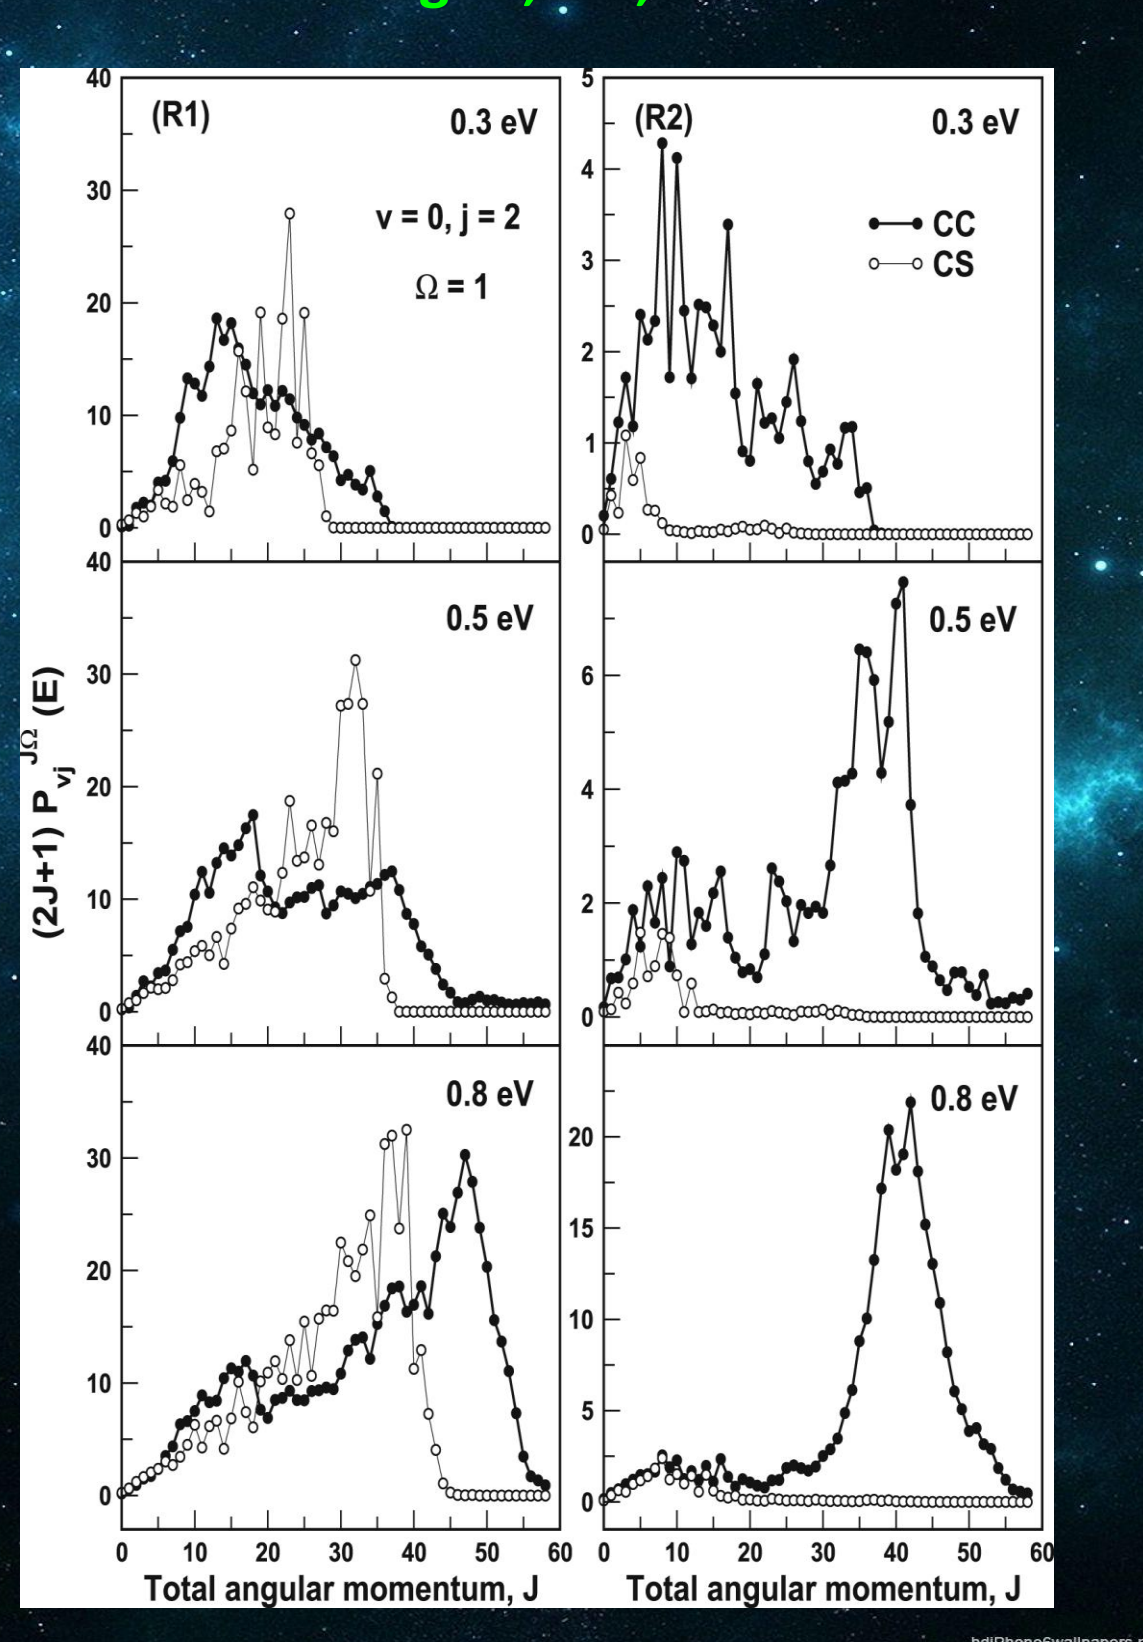 40
(R1)
0.3 eV
30
v = 0, j = 2
Ω = 1
20
10
0
5
(R2)
0.3 eV
4
CC
CS
3
2
1
0
40
0.5 eV
30
20
10
0
0.5 eV
6
4
2
0
40
0.8 eV
30
20
10
0
0.8 eV
20
15
10
5
0
(2J+1) P_vj^JΩ (E)
0 10 20 30 40 50 60
Total angular momentum, J
0 10 20 30 40 50 60
Total angular momentum, J